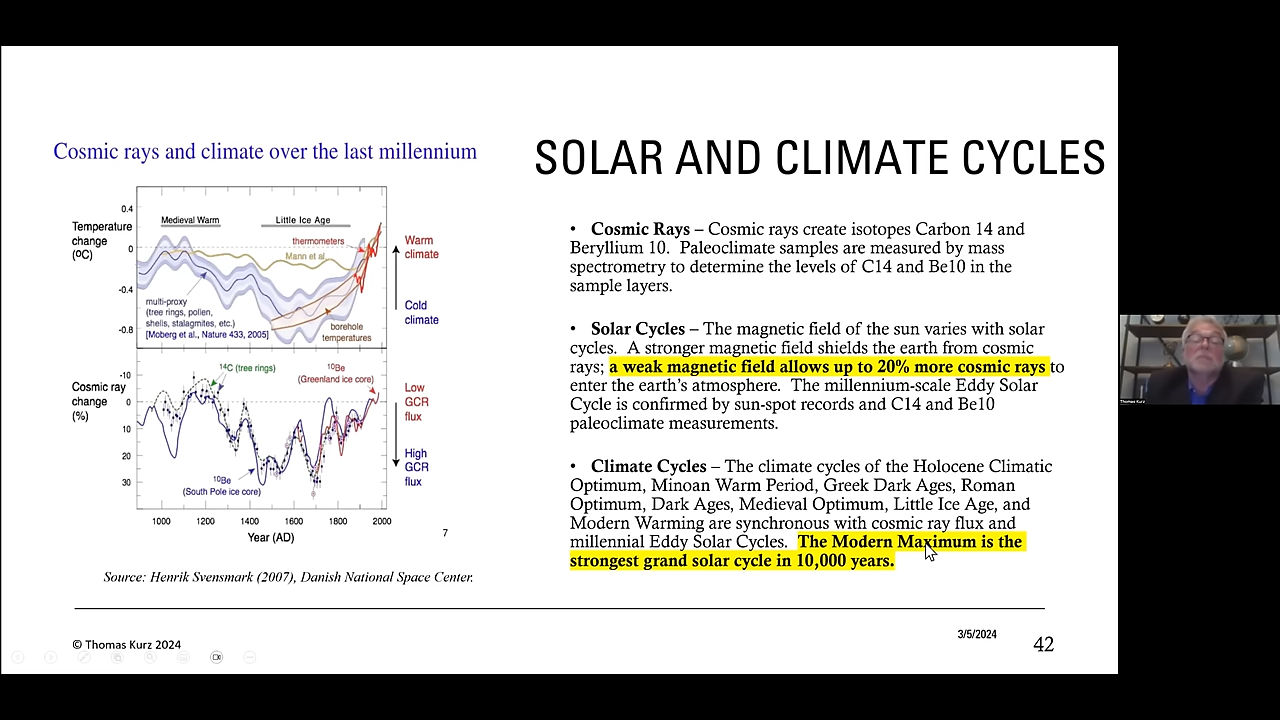 Cosmic rays and climate over the last millennium
Temperature
change
(ºC)
0.4
0
-0.4
-0.8
Medieval Warm
Little Ice Age
thermometers
Mann et al.
multi-proxy
(tree rings, pollen,
shells, stalagmites, etc.)
[Moberg et al., Nature 433, 2005]
borehole
temperatures
Warm
climate
Cold
climate
Cosmic ray
change
(%)
-10
0
10
20
30
14C (tree rings)
10Be
(Greenland ice core)
10Be
(South Pole ice core)
Low
GCR
flux
High
GCR
flux
1000 1200 1400 1600 1800 2000
Year (AD)
7
Source: Henrik Svensmark (2007), Danish National Space Center.
SOLAR AND CLIMATE CYCLES
• Cosmic Rays – Cosmic rays create isotopes Carbon 14 and
Beryllium 10. Paleoclimate samples are measured by mass
spectrometry to determine the levels of C14 and Be10 in the
sample layers.
• Solar Cycles – The magnetic field of the sun varies with solar
cycles. A stronger magnetic field shields the earth from cosmic
rays; a weak magnetic field allows up to 20% more cosmic rays to
enter the earth's atmosphere. The millennium-scale Eddy Solar
Cycle is confirmed by sun-spot records and C14 and Be10
paleoclimate measurements.
• Climate Cycles – The climate cycles of the Holocene Climatic
Optimum, Minoan Warm Period, Greek Dark Ages, Roman
Optimum, Dark Ages, Medieval Optimum, Little Ice Age, and
Modern Warming are synchronous with cosmic ray flux and
millennial Eddy Solar Cycles. The Modern Maximum is the
strongest grand solar cycle in 10,000 years.
© Thomas Kurz 2024
3/5/2024
42
Thomas Kurz